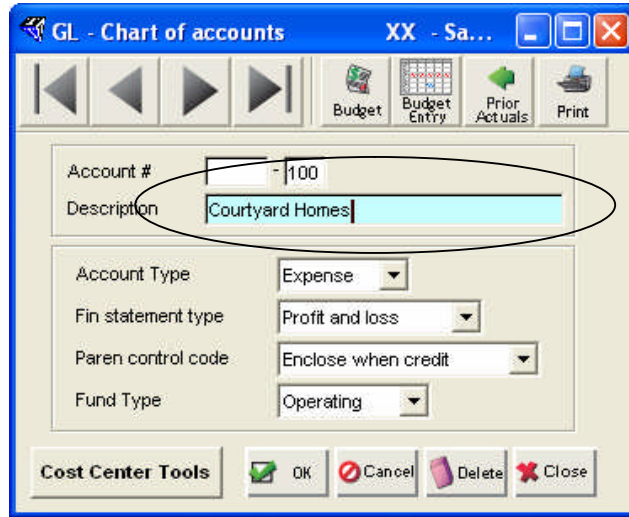 GL - Chart of accounts XX - Sa...
Budget
Budget Entry
Prior Actuals
Print
Account # - 100
Description Courtyard Homes
Account Type Expense
Fin statement type Profit and loss
Paren control code Enclose when credit
Fund Type Operating
Cost Center Tools OK Cancel Delete Close